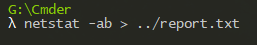 G:\Cmder
λ netstat -ab > ../report.txt